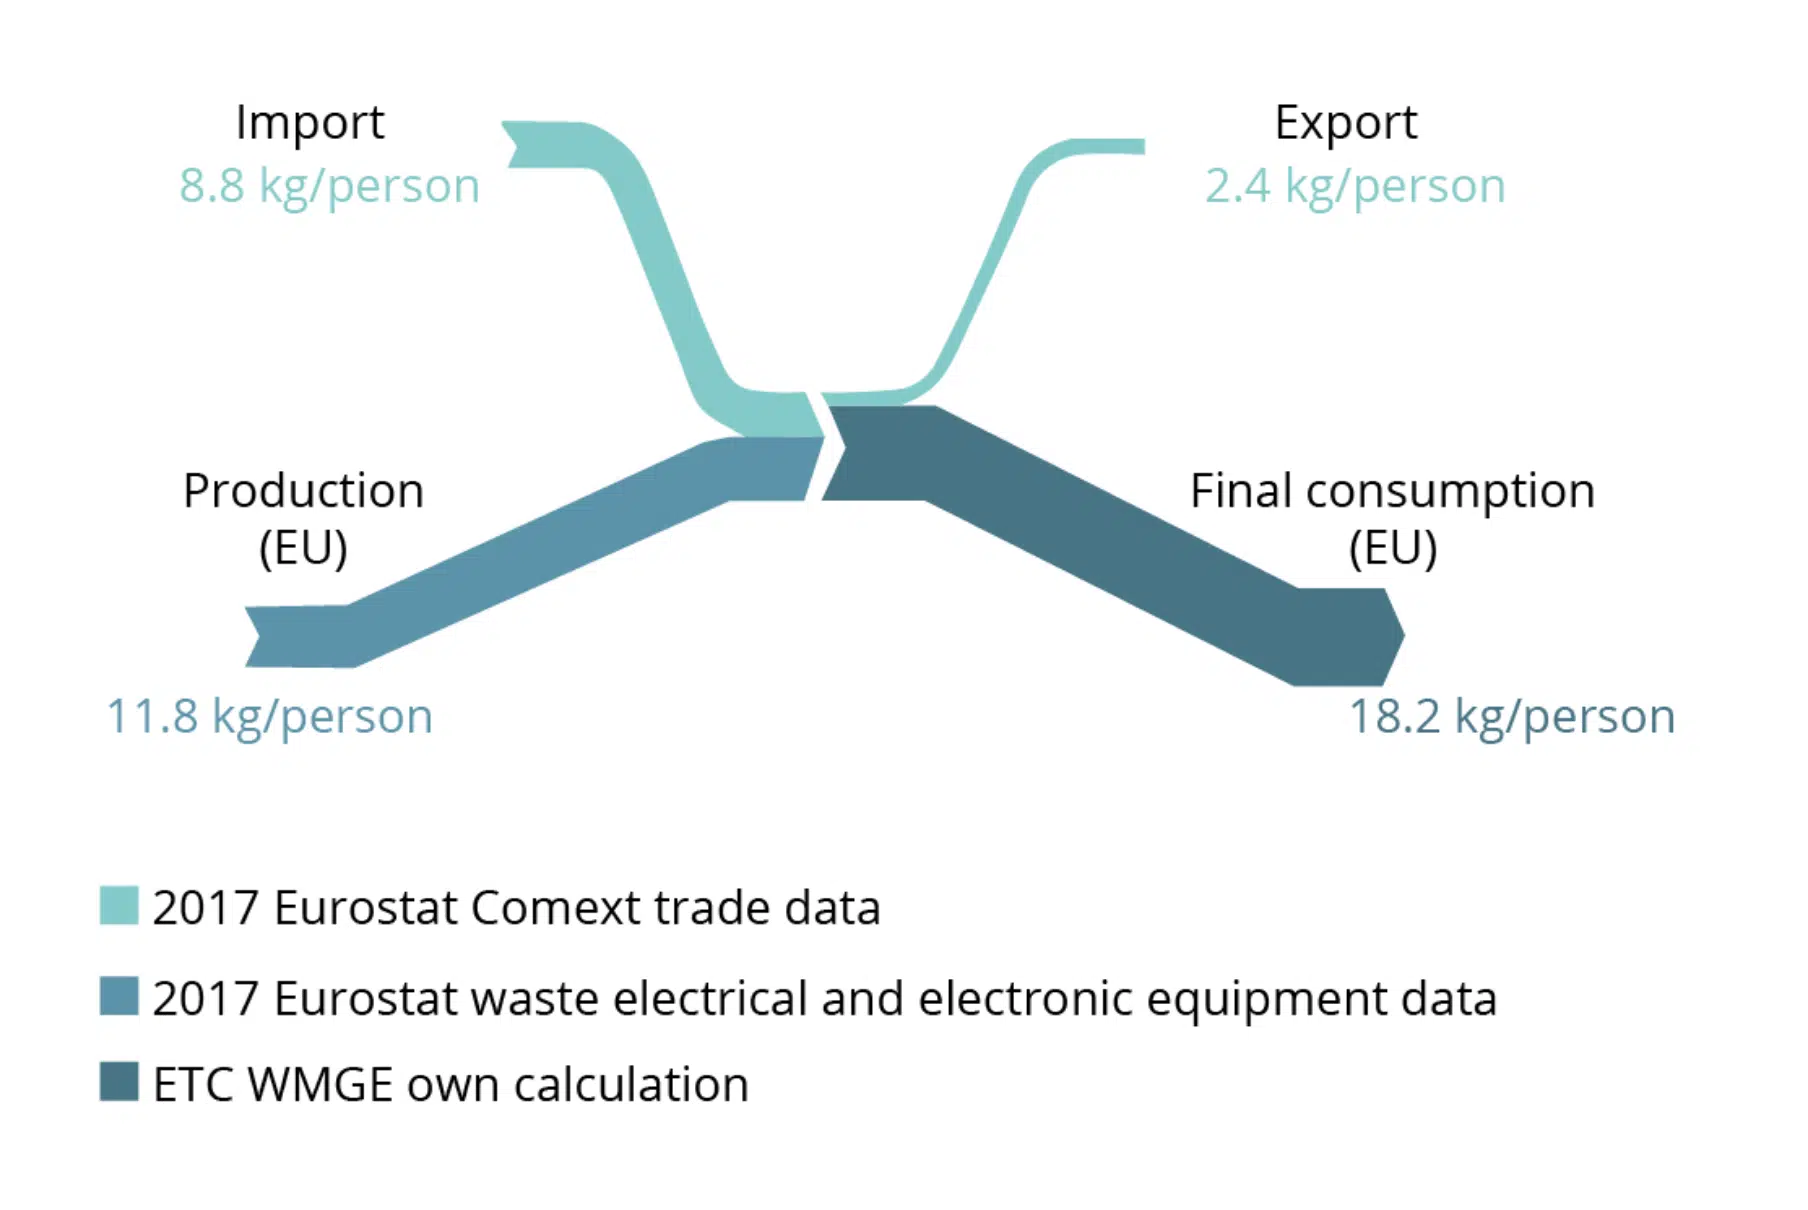 Import
8.8 kg/person
Export
2.4 kg/person
Production
(EU)
11.8 kg/person
Final consumption
(EU)
18.2 kg/person
2017 Eurostat Comext trade data
2017 Eurostat waste electrical and electronic equipment data
ETC WMGE own calculation